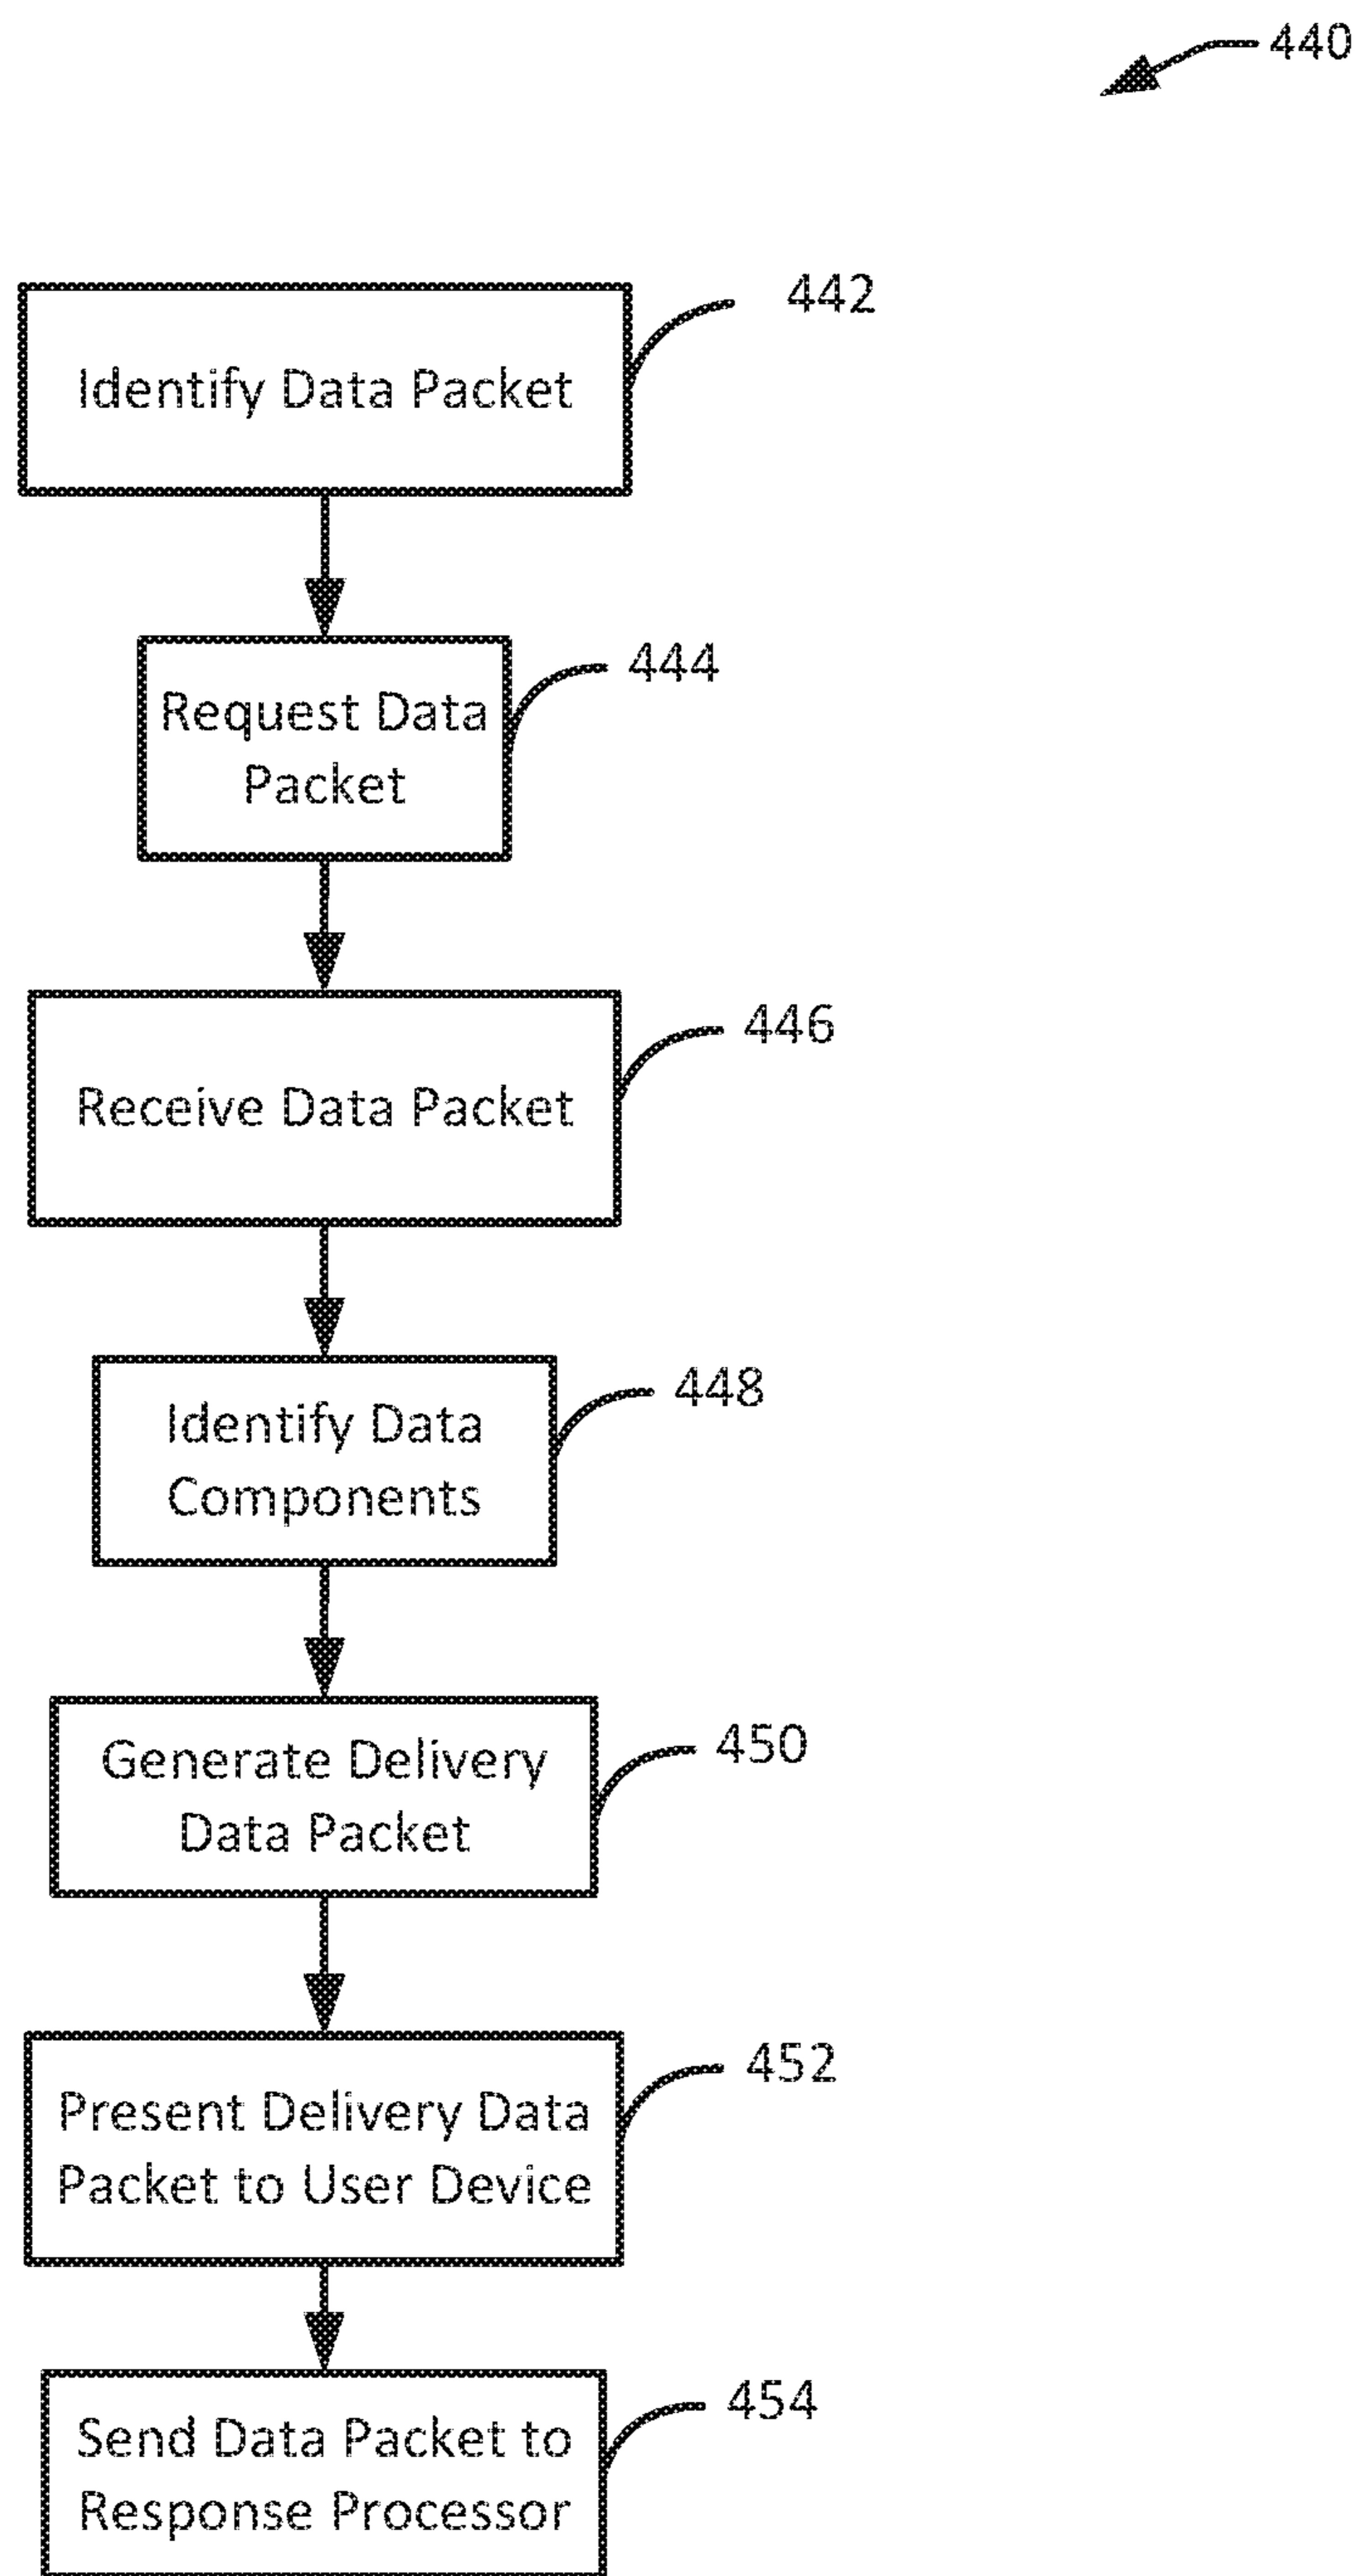 440
442
Identify Data Packet
444
Request Data
Packet
446
Receive Data Packet
448
Identify Data
Components
450
Generate Delivery
Data Packet
452
Present Delivery Data
Packet to User Device
454
Send Data Packet to
Response Processor